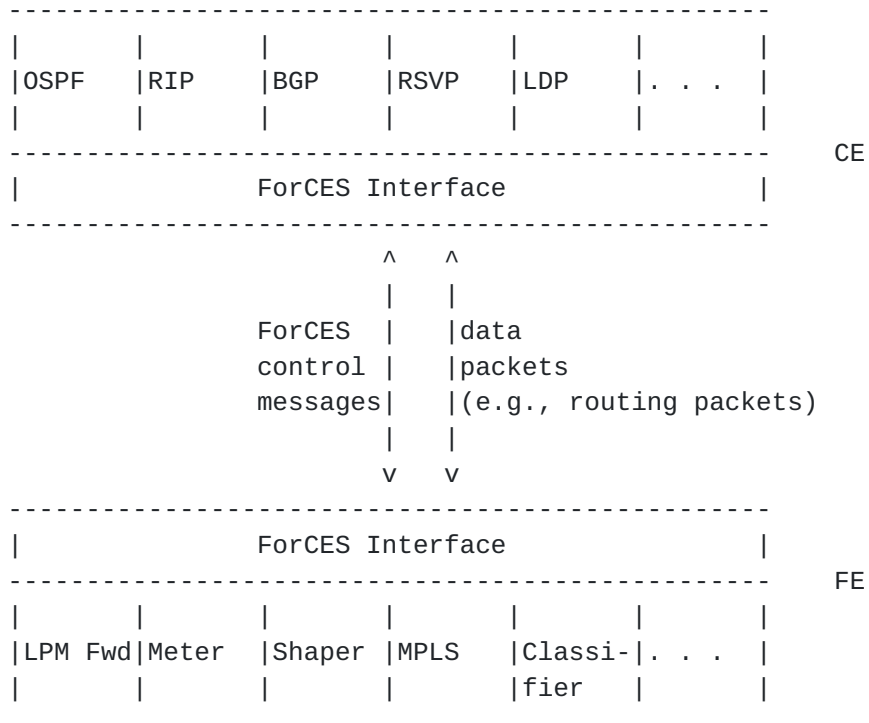 -------------------------------------------------
|       |       |       |       |       |       |       |
|OSPF   |RIP    |BGP    |RSVP   |LDP    |. . .  |
|       |       |       |       |       |       |       |
-------------------------------------------------    CE
|               ForCES Interface                |
-------------------------------------------------
                        ^   ^
                        |   |
                ForCES  |   |data
                control |   |packets
                messages|   |(e.g., routing packets)
                        |   |
                        v   v
-------------------------------------------------
|               ForCES Interface                |
-------------------------------------------------    FE
|       |       |       |       |       |       |       |
|LPM Fwd|Meter  |Shaper |MPLS   |Classi-|. . .  |
|       |       |       |       |fier   |       |